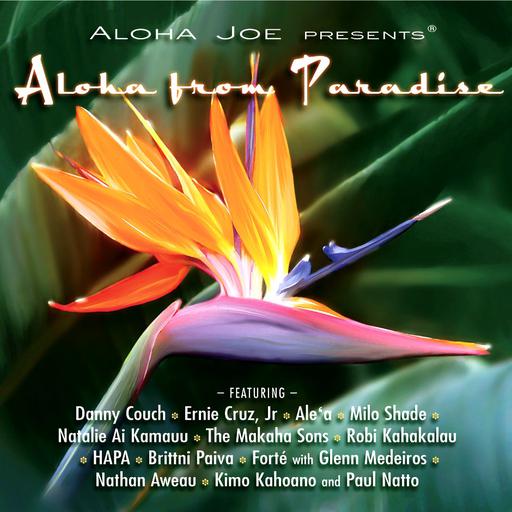 ALOHA JOE PRESENTS®
Aloha from Paradise
– FEATURING –
Danny Couch ✽ Ernie Cruz, Jr ✽ Ale‘a ✽ Milo Shade ✽
Natalie Ai Kamauu ✽ The Makaha Sons ✽ Robi Kahakalau
✽ HAPA ✽ Brittni Paiva ✽ Forté with Glenn Medeiros ✽
Nathan Aweau ✽ Kimo Kahoano and Paul Natto